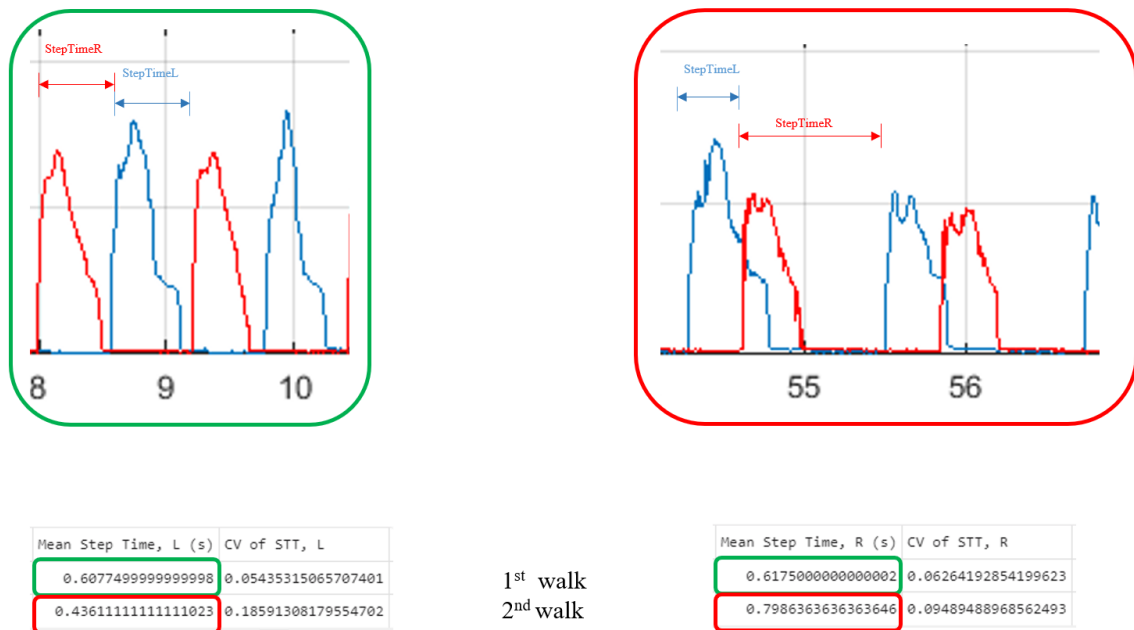 StepTimeR
StepTimeL
8 9 10
StepTimeL
StepTimeR
55 56
Mean Step Time, L (s) CV of STT, L
0.6077499999999998 0.05435315065707401
0.43611111111111023 0.18591308179554702
1st walk
2nd walk
Mean Step Time, R (s) CV of STT, R
0.6175000000000002 0.06264192854199623
0.7986363636363646 0.09489488968562493